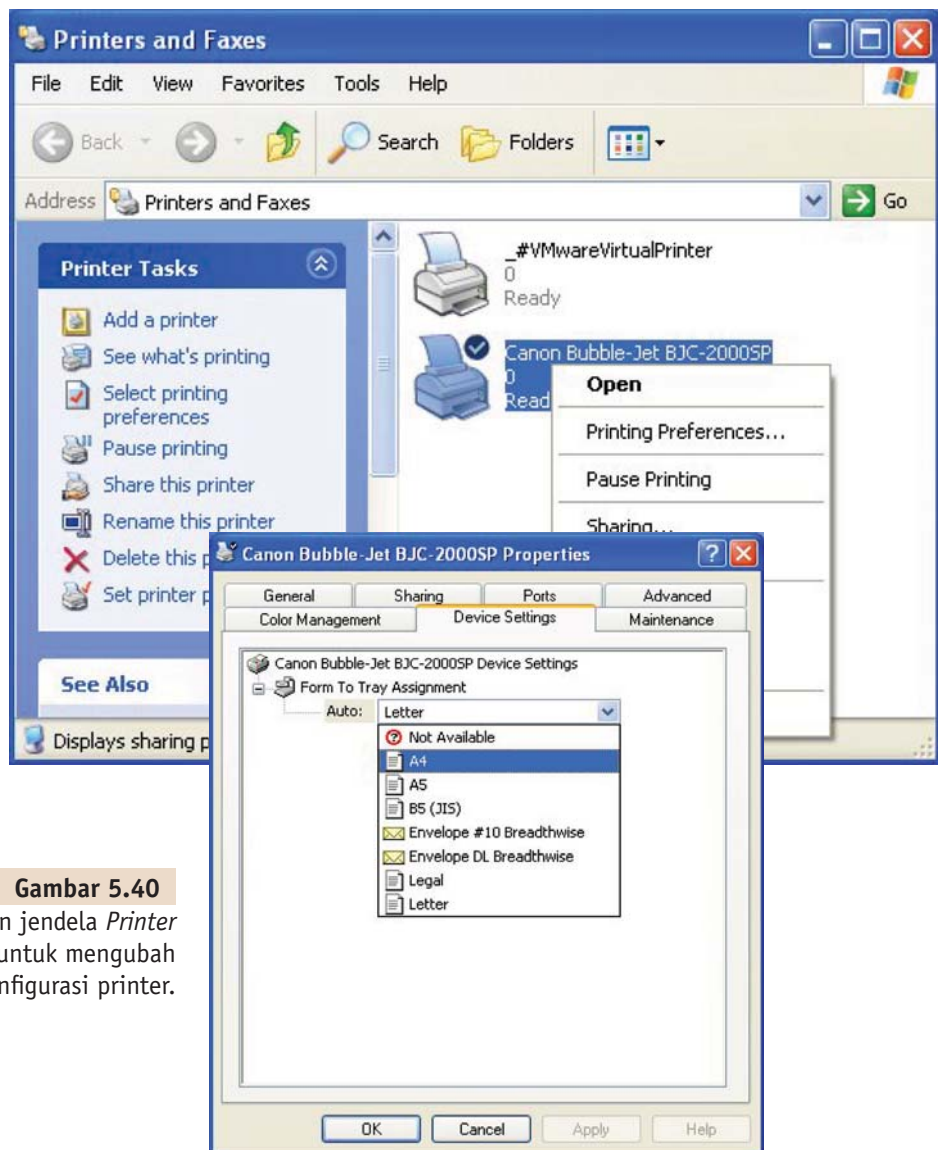 Printers and Faxes
File Edit View Favorites Tools Help
Back Search Folders
Address Printers and Faxes Go
Printer Tasks
Add a printer
See what's printing
Select printing
preferences
Pause printing
Share this printer
Rename this printer
Delete this p
Set printer p
See Also
Displays sharing p
_#VMwareVirtualPrinter
0
Ready
Canon Bubble-Jet BJC-2000SP
0
Read
Open
Printing Preferences...
Pause Printing
Sharing...
Canon Bubble-Jet BJC-2000SP Properties
General Sharing Ports Advanced
Color Management Device Settings Maintenance
Canon Bubble-Jet BJC-2000SP Device Settings
Form To Tray Assignment
Auto: Letter
Not Available
A4
A5
B5 (JIS)
Envelope #10 Breadthwise
Envelope DL Breadthwise
Legal
Letter
OK Cancel Apply Help
Gambar 5.40
n jendela Printer
untuk mengubah
nfigurasi printer.